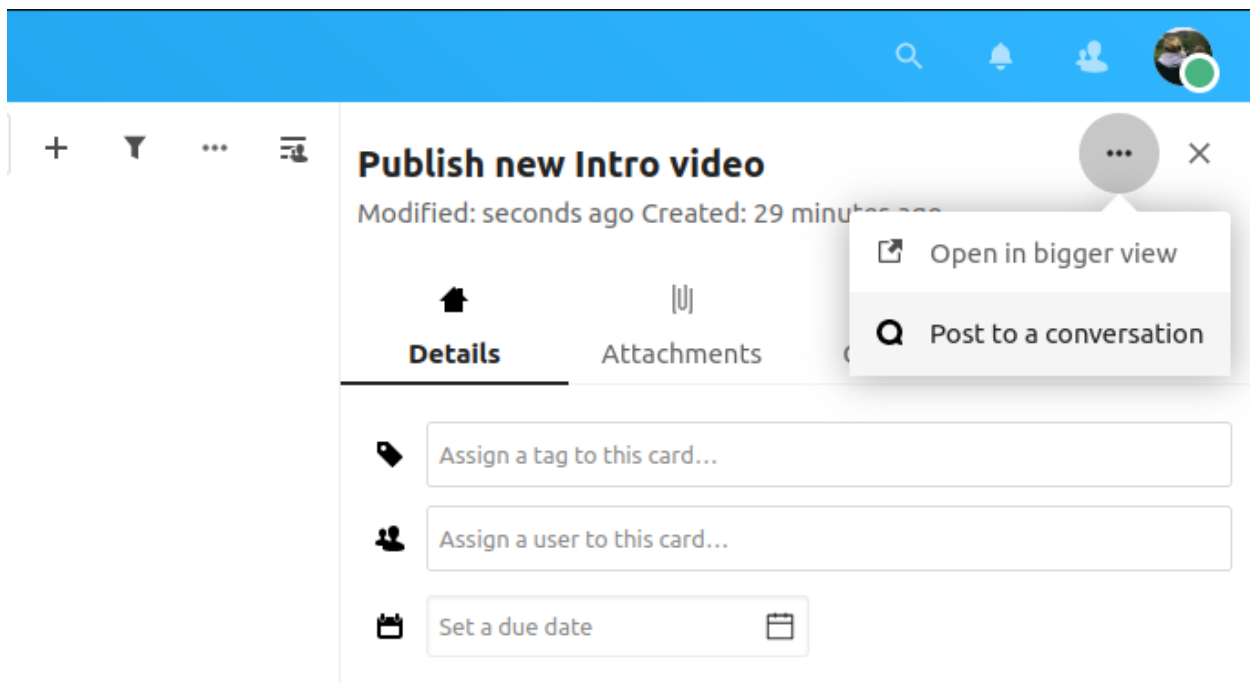 Publish new Intro video
Modified: seconds ago Created: 29 minutes ago
Open in bigger view
Post to a conversation
Details
Attachments
Assign a tag to this card…
Assign a user to this card…
Set a due date